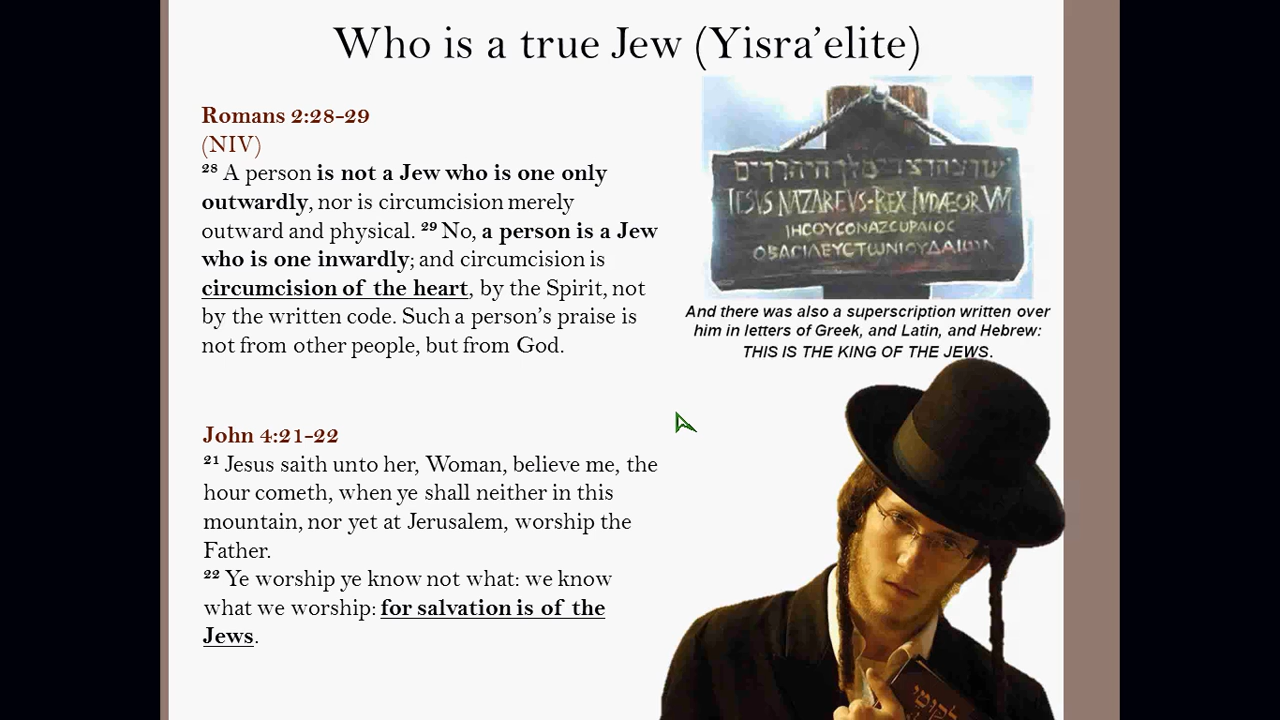 Who is a true Jew (Yisra’elite)
Romans 2:28-29
(NIV)
28 A person is not a Jew who is one only
outwardly, nor is circumcision merely
outward and physical. 29 No, a person is a Jew
who is one inwardly; and circumcision is
circumcision of the heart, by the Spirit, not
by the written code. Such a person’s praise is
not from other people, but from God.
John 4:21-22
21 Jesus saith unto her, Woman, believe me, the
hour cometh, when ye shall neither in this
mountain, nor yet at Jerusalem, worship the
Father.
22 Ye worship ye know not what: we know
what we worship: for salvation is of the
Jews.
IESVS NAZAREVS·REX IVDÆORVM
ΟΒΑCΙΛΕΥCΤΩΝΙΟΥΔΑΙΩΝ
And there was also a superscription written over
him in letters of Greek, and Latin, and Hebrew:
THIS IS THE KING OF THE JEWS.
לקוטי